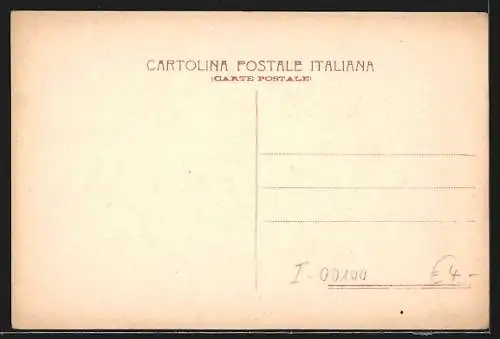 CARTOLINA POSTALE ITALIANA
(CARTE POSTALE)
I-00100 € 4-